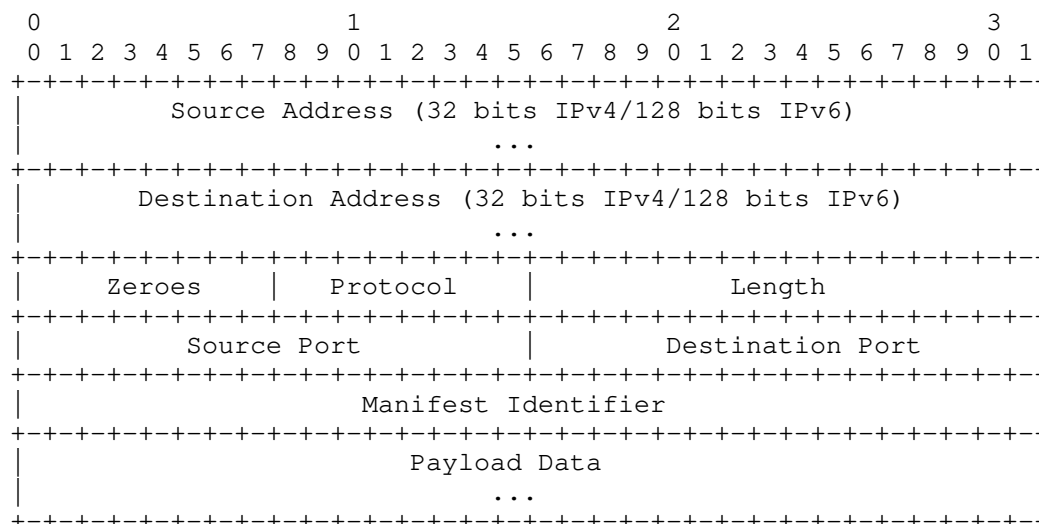 0                   1                   2                   3
0 1 2 3 4 5 6 7 8 9 0 1 2 3 4 5 6 7 8 9 0 1 2 3 4 5 6 7 8 9 0 1
+-+-+-+-+-+-+-+-+-+-+-+-+-+-+-+-+-+-+-+-+-+-+-+-+-+-+-+-+-+-+-+-
|         Source Address (32 bits IPv4/128 bits IPv6)
|                             ...
+-+-+-+-+-+-+-+-+-+-+-+-+-+-+-+-+-+-+-+-+-+-+-+-+-+-+-+-+-+-+-+-
|       Destination Address (32 bits IPv4/128 bits IPv6)
|                             ...
+-+-+-+-+-+-+-+-+-+-+-+-+-+-+-+-+-+-+-+-+-+-+-+-+-+-+-+-+-+-+-+-
|     Zeroes    |   Protocol    |            Length
+-+-+-+-+-+-+-+-+-+-+-+-+-+-+-+-+-+-+-+-+-+-+-+-+-+-+-+-+-+-+-+-
|          Source Port          |        Destination Port
+-+-+-+-+-+-+-+-+-+-+-+-+-+-+-+-+-+-+-+-+-+-+-+-+-+-+-+-+-+-+-+-
|                     Manifest Identifier
+-+-+-+-+-+-+-+-+-+-+-+-+-+-+-+-+-+-+-+-+-+-+-+-+-+-+-+-+-+-+-+-
|                        Payload Data
|                             ...
+-+-+-+-+-+-+-+-+-+-+-+-+-+-+-+-+-+-+-+-+-+-+-+-+-+-+-+-+-+-+-+-